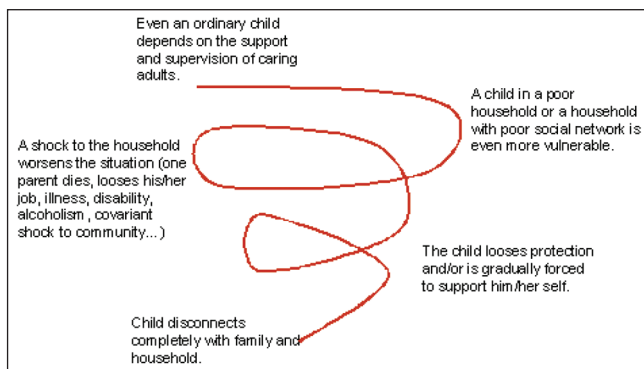 Even an ordinary child
depends on the support
and supervision of caring
adults.
A child in a poor
household or a household
with poor social network is
even more vulnerable.
A shock to the household
worsens the situation (one
parent dies, looses his/her
job, illness, disability,
alcoholism , covariant
shock to community... )
The child looses protection
and/or is gradually forced
to support him/her self.
Child disconnects
completely with family and
household.